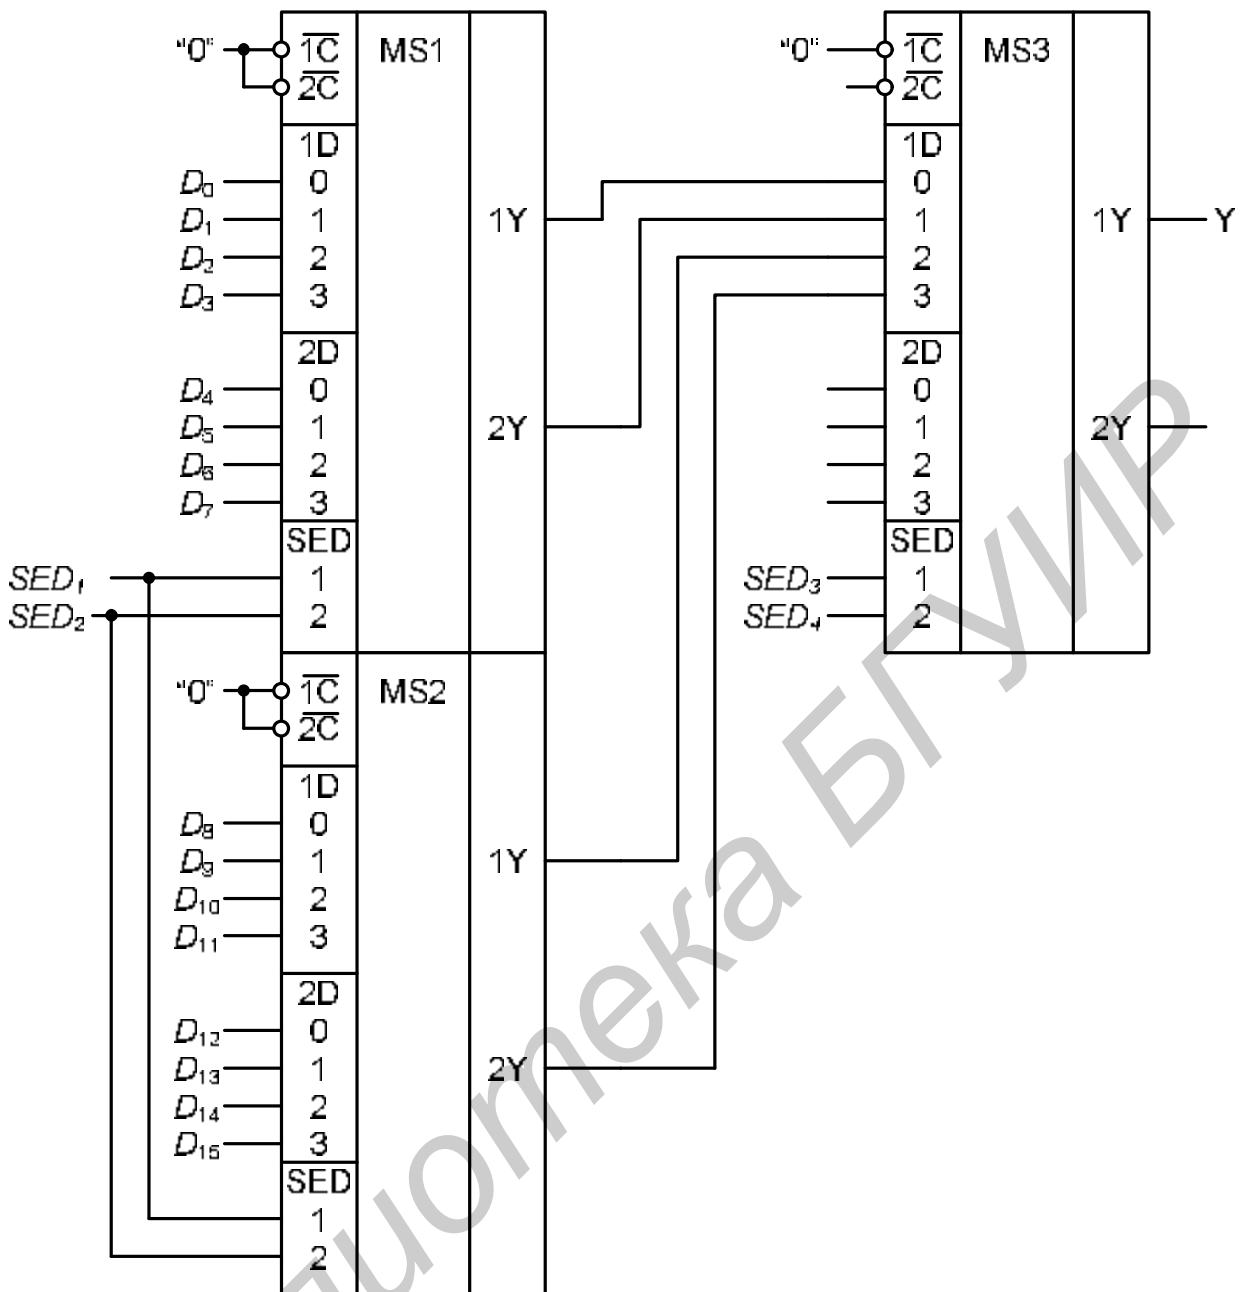 "0" 1C MS1
2C
1D
D0 0
D1 1 1Y
D2 2
D3 3
2D
D4 0
D5 1 2Y
D6 2
D7 3
SED
SED1 1
SED2 2
"0" 1C MS2
2C
1D
D8 0
D9 1 1Y
D10 2
D11 3
2D
D12 0
D13 1 2Y
D14 2
D15 3
SED
1
2
"0" 1C MS3
2C
1D
0
1 1Y Y
2
3
2D
0
1 2Y
2
3
SED
SED3 1
SED4 2
лиотека БГУИР